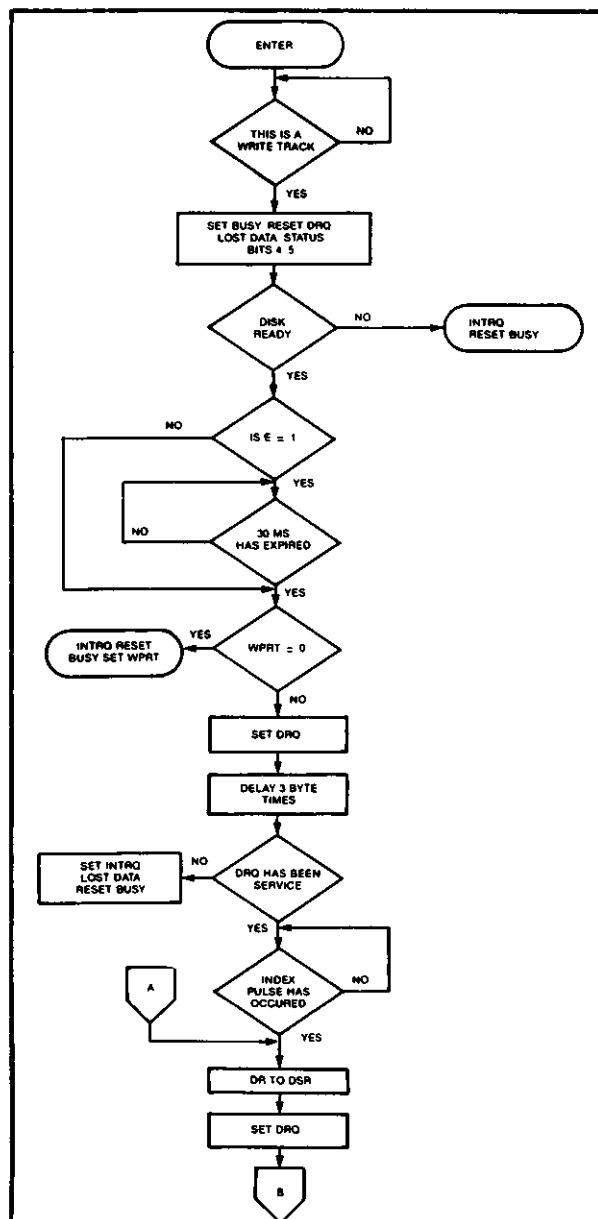 ENTER
THIS IS A
WRITE TRACK
NO
YES
SET BUSY RESET DRQ
LOST DATA STATUS
BITS 4 5
DISK
READY
NO
INTRQ
RESET BUSY
YES
NO
IS E = 1
YES
NO
30 MS
HAS EXPIRED
YES
YES
INTRQ RESET
BUSY SET WPRT
WPRT = 0
NO
SET DRQ
DELAY 3 BYTE
TIMES
SET INTRQ
LOST DATA
RESET BUSY
NO
DRQ HAS BEEN
SERVICE
YES
A
INDEX
PULSE HAS
OCCURED
NO
YES
DR TO DSR
SET DRQ
B